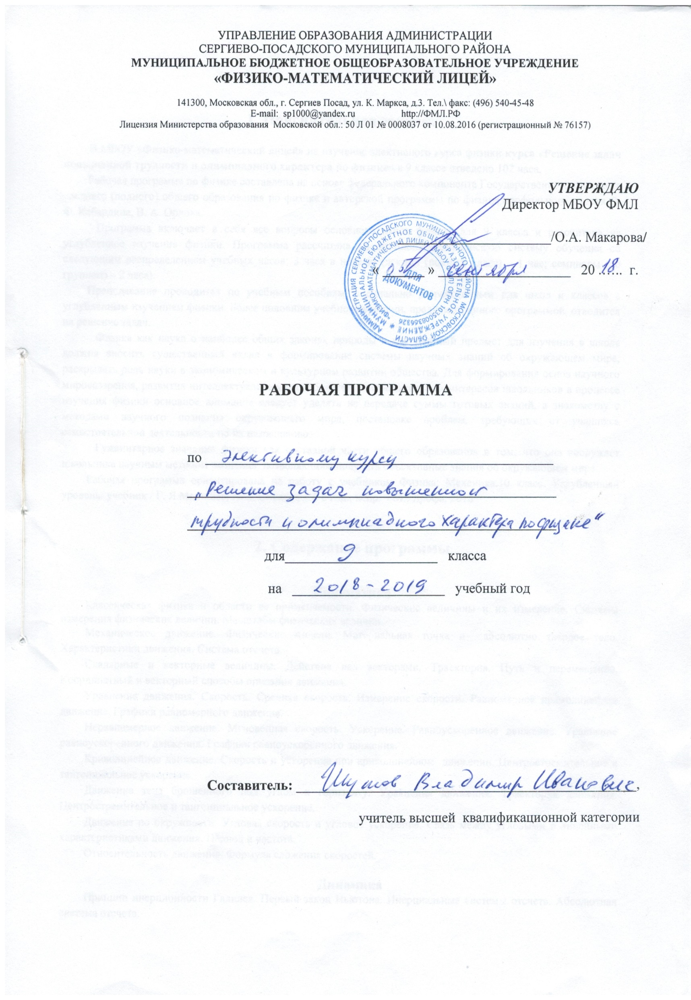 УПРАВЛЕНИЕ ОБРАЗОВАНИЯ АДМИНИСТРАЦИИ
СЕРГИЕВО-ПОСАДСКОГО МУНИЦИПАЛЬНОГО РАЙОНА
МУНИЦИПАЛЬНОЕ БЮДЖЕТНОЕ ОБЩЕОБРАЗОВАТЕЛЬНОЕ УЧРЕЖДЕНИЕ
«ФИЗИКО-МАТЕМАТИЧЕСКИЙ ЛИЦЕЙ»
141300, Московская обл., г. Сергиев Посад, ул. К. Маркса, д.3. Тел.\ факс: (496) 540-45-48
E-mail: sp1000@yandex.ru http://ФМЛ.РФ
Лицензия Министерства образования Московской обл.: 50 Л 01 № 0008037 от 10.08.2016 (регистрационный № 76157)
УТВЕРЖДАЮ
Директор МБОУ ФМЛ
/О.А. Макарова/
« 03 » сентября 20 18 г.
ДЛЯ
ДОКУМЕНТОВ
РАБОЧАЯ ПРОГРАММА
по элективному курсу
„Решение задач повышенной
трудности и олимпиадного характера по физике“
для 9 класса
на 2018-2019 учебный год
Составитель: Шутов Владимир Иванович,
учитель высшей квалификационной категории